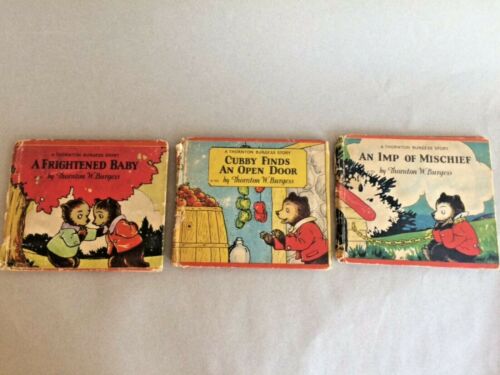 A THORNTON BURGESS STORY
A FRIGHTENED BABY
by Thornton W. Burgess
A THORNTON BURGESS STORY
CUBBY FINDS
AN OPEN DOOR
by Thornton W. Burgess
A THORNTON BURGESS STORY
AN IMP OF MISCHIEF
by Thornton W. Burgess